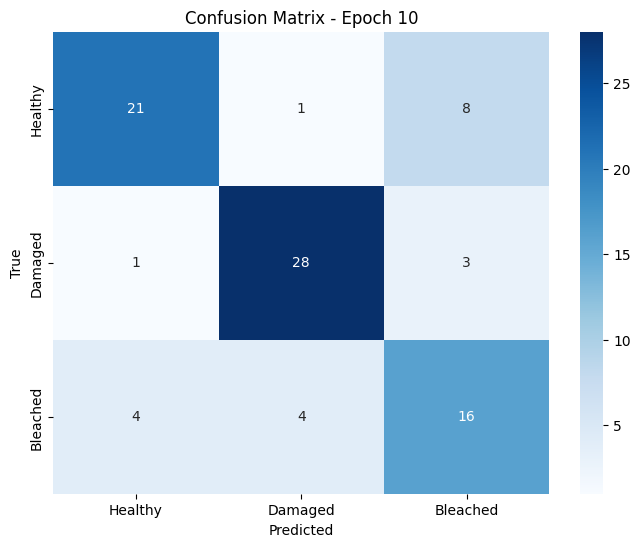 Confusion Matrix - Epoch 10
True
Healthy
21 1 8
Damaged
1 28 3
Bleached
4 4 16
Healthy Damaged Bleached
Predicted
25
20
15
10
5